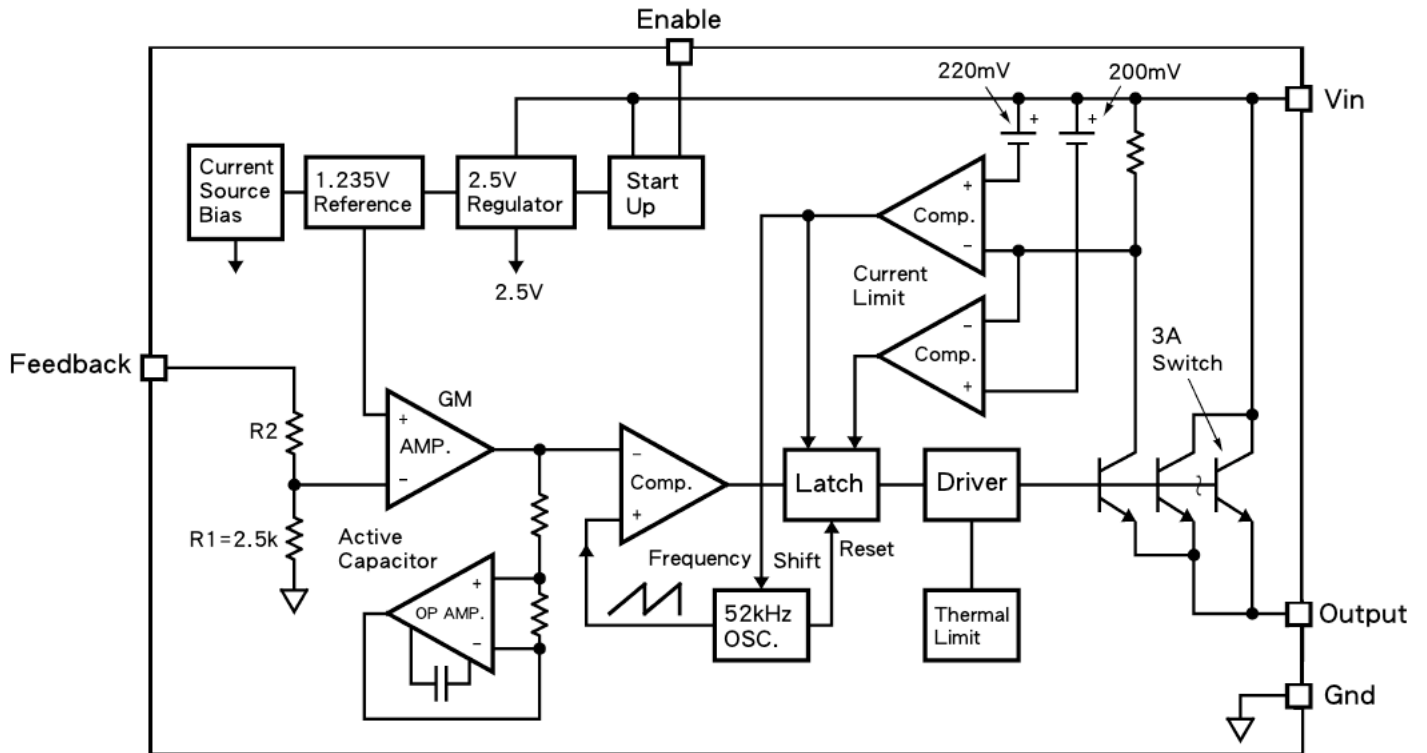 Enable
220mV
200mV
+
+
Vin
Current
Source
Bias
1.235V
Reference
2.5V
Regulator
Start
Up
+
Comp.
−
2.5V
Current
Limit
−
Comp.
+
3A
Switch
Feedback
R2
GM
+
AMP.
−
−
Comp.
+
Latch
Driver
R1=2.5k
Active
Capacitor
Frequency
Shift
Reset
+
OP AMP.
−
52kHz
OSC.
Thermal
Limit
Output
Gnd